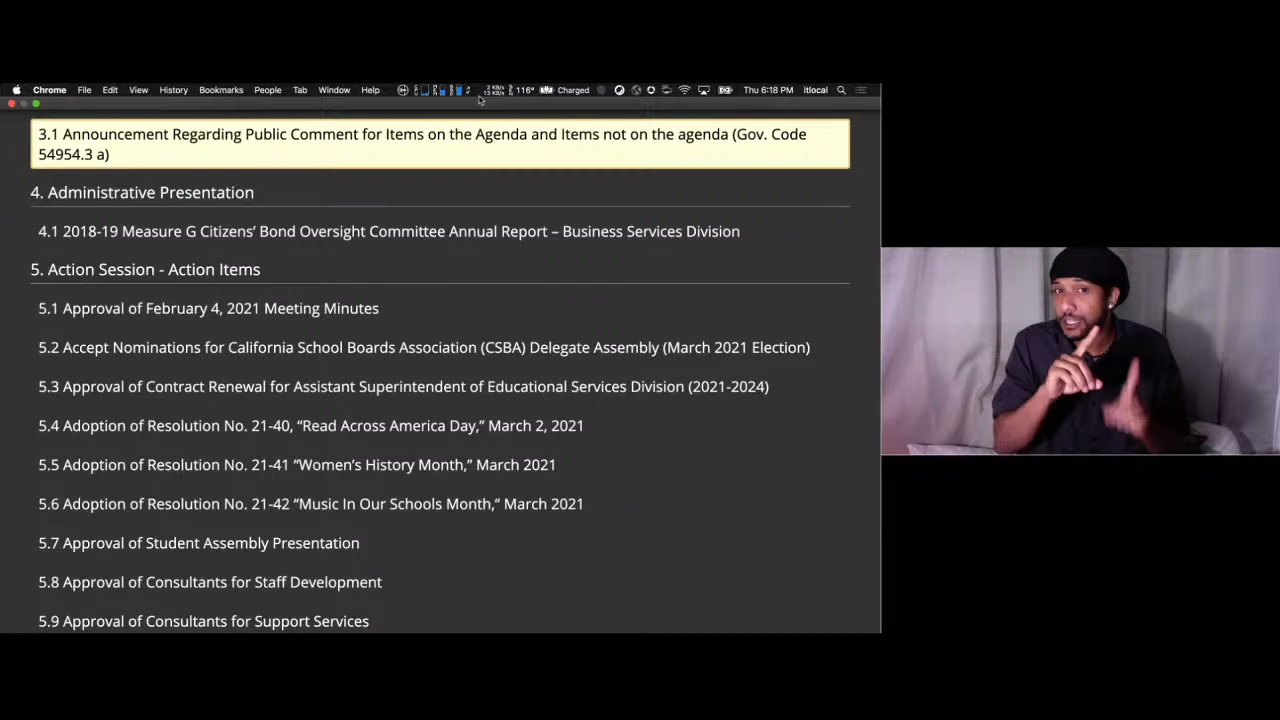 Chrome File Edit View History Bookmarks People Tab Window Help 116° Charged Thu 6:18 PM itlocal
3.1 Announcement Regarding Public Comment for Items on the Agenda and Items not on the agenda (Gov. Code
54954.3 a)
4. Administrative Presentation
4.1 2018-19 Measure G Citizens’ Bond Oversight Committee Annual Report – Business Services Division
5. Action Session - Action Items
5.1 Approval of February 4, 2021 Meeting Minutes
5.2 Accept Nominations for California School Boards Association (CSBA) Delegate Assembly (March 2021 Election)
5.3 Approval of Contract Renewal for Assistant Superintendent of Educational Services Division (2021-2024)
5.4 Adoption of Resolution No. 21-40, “Read Across America Day,” March 2, 2021
5.5 Adoption of Resolution No. 21-41 “Women’s History Month,” March 2021
5.6 Adoption of Resolution No. 21-42 “Music In Our Schools Month,” March 2021
5.7 Approval of Student Assembly Presentation
5.8 Approval of Consultants for Staff Development
5.9 Approval of Consultants for Support Services